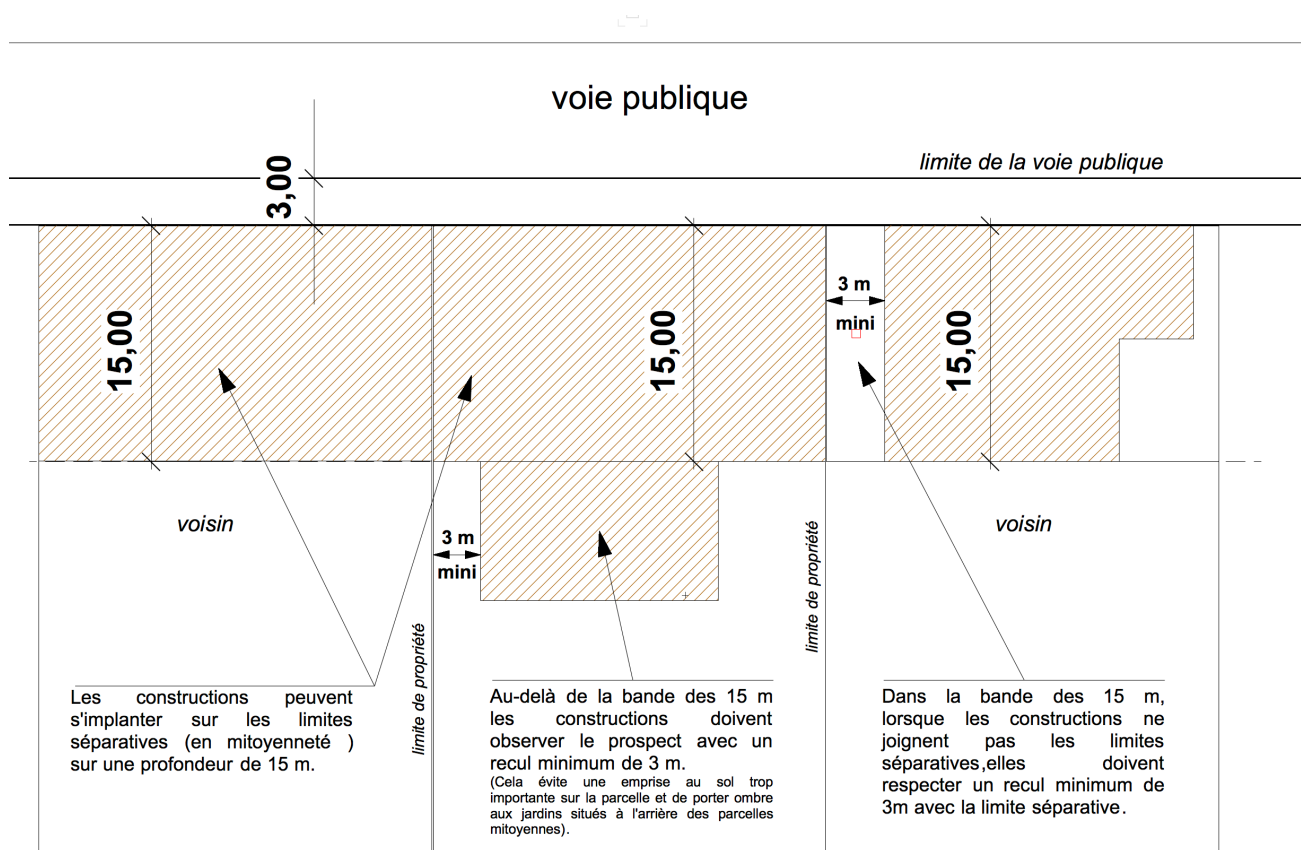 voie publique
limite de la voie publique
3,00
15,00
15,00
3 m
mini
15,00
voisin
3 m
mini
voisin
limite de propriété
limite de propriété
Les constructions peuvent
s'implanter sur les limites
séparatives (en mitoyenneté )
sur une profondeur de 15 m.
Au-delà de la bande des 15 m
les constructions doivent
observer le prospect avec un
recul minimum de 3 m.
(Cela évite une emprise au sol trop
importante sur la parcelle et de porter ombre
aux jardins situés à l'arrière des parcelles
mitoyennes).
Dans la bande des 15 m,
lorsque les constructions ne
joignent pas les limites
séparatives,elles doivent
respecter un recul minimum de
3m avec la limite séparative.